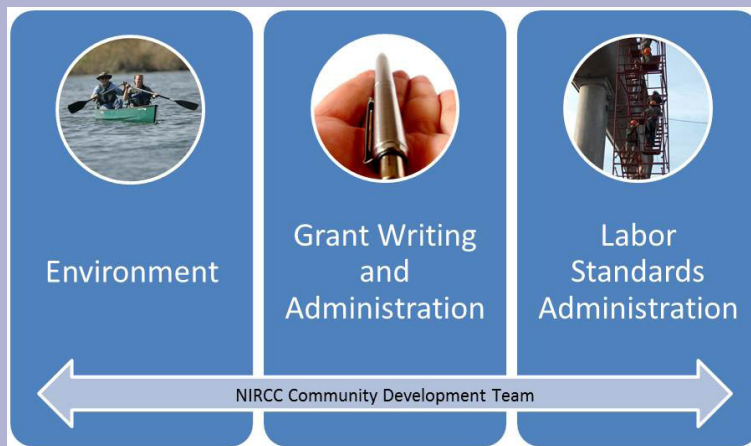 Environment
Grant Writing
and
Administration
Labor
Standards
Administration
NIRCC Community Development Team